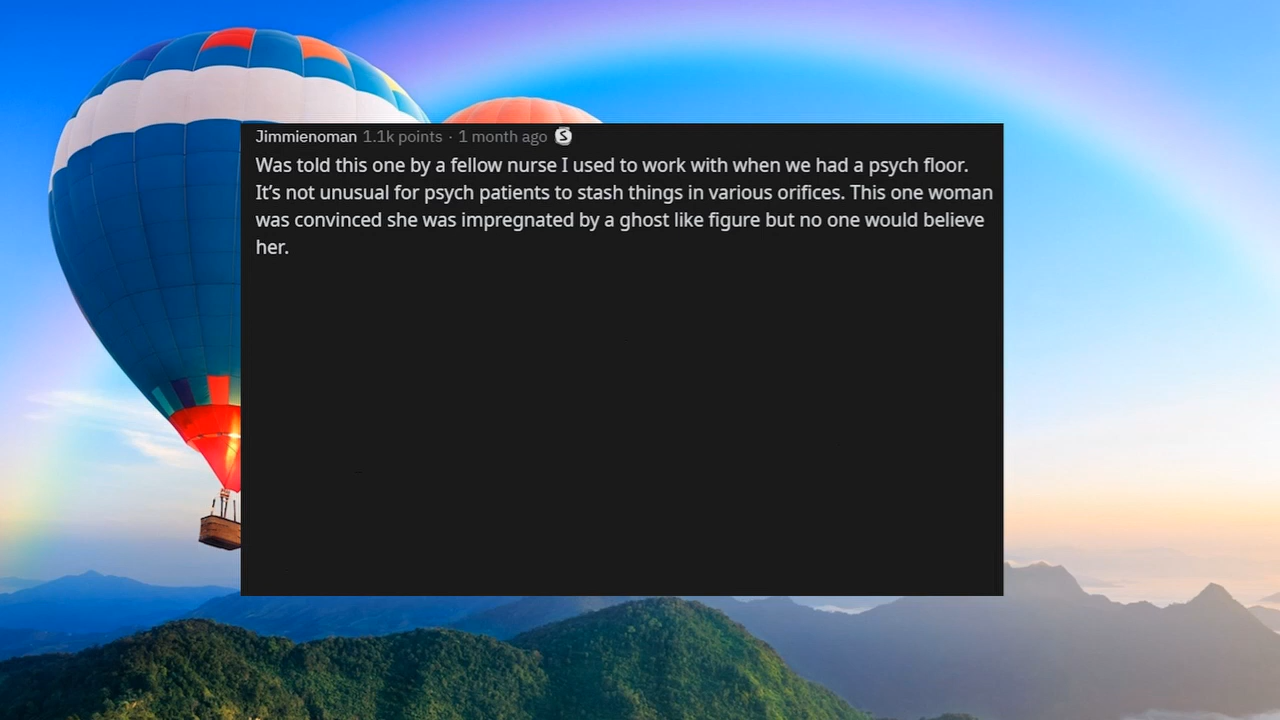 Jimmienoman 1.1k points · 1 month ago S
Was told this one by a fellow nurse I used to work with when we had a psych floor.
It’s not unusual for psych patients to stash things in various orifices. This one woman
was convinced she was impregnated by a ghost like figure but no one would believe
her.